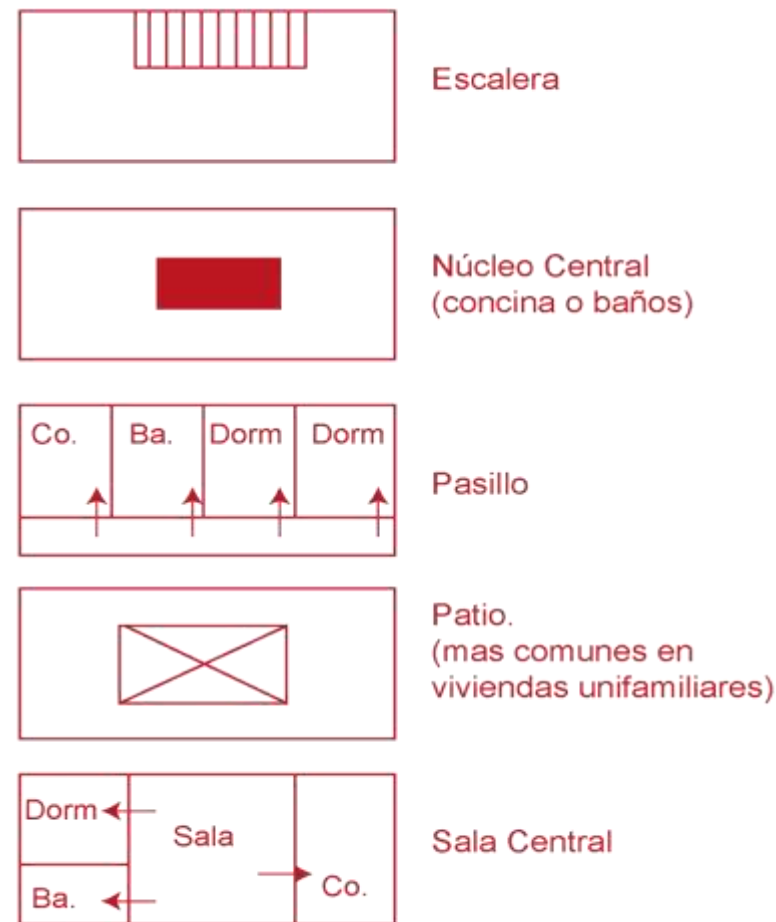 Escalera
Núcleo Central
(concina o baños)
Co. Ba. Dorm Dorm
Pasillo
Patio.
(mas comunes en
viviendas unifamiliares)
Dorm
Sala
Ba.
Co.
Sala Central